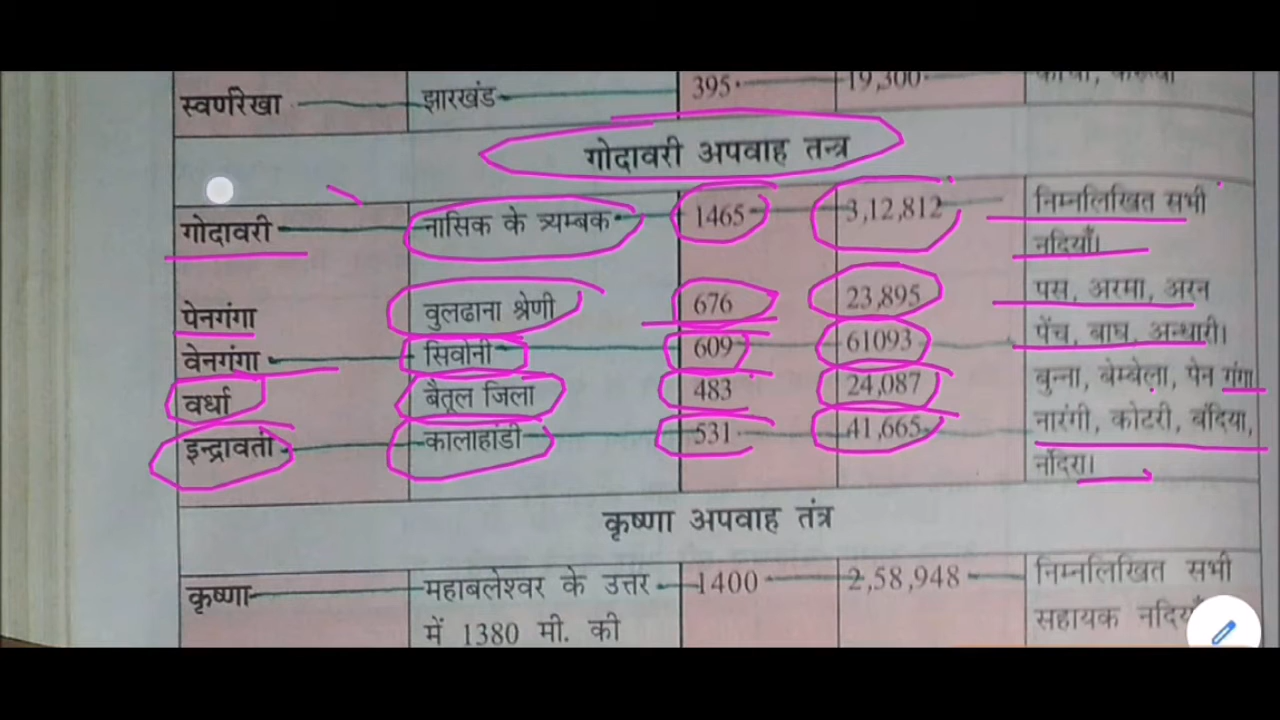 स्वर्णरेखा झारखंड 395 19,300
गोदावरी अपवाह तन्त्र
गोदावरी नासिक के त्र्यम्बक 1465 3,12,812 निम्नलिखित सभी
नदियाँ।
पेनगंगा वुलढाना श्रेणी 676 23,895 पस, अरमा, अरन
वेनगंगा सिवोनी 609 61093 पेंच, बाघ, अन्धारी।
वर्धा बैतूल जिला 483 24,087 बुन्ना, बेम्बेला, पेन गंगा
इन्द्रावती कालाहांडी 531 41,665 नारंगी, कोटरी, बंदिया,
नंदिरा।
कृष्णा अपवाह तंत्र
कृष्णा महाबलेश्वर के उत्तर 1400 2,58,948 निम्नलिखित सभी
में 1380 मी. की सहायक